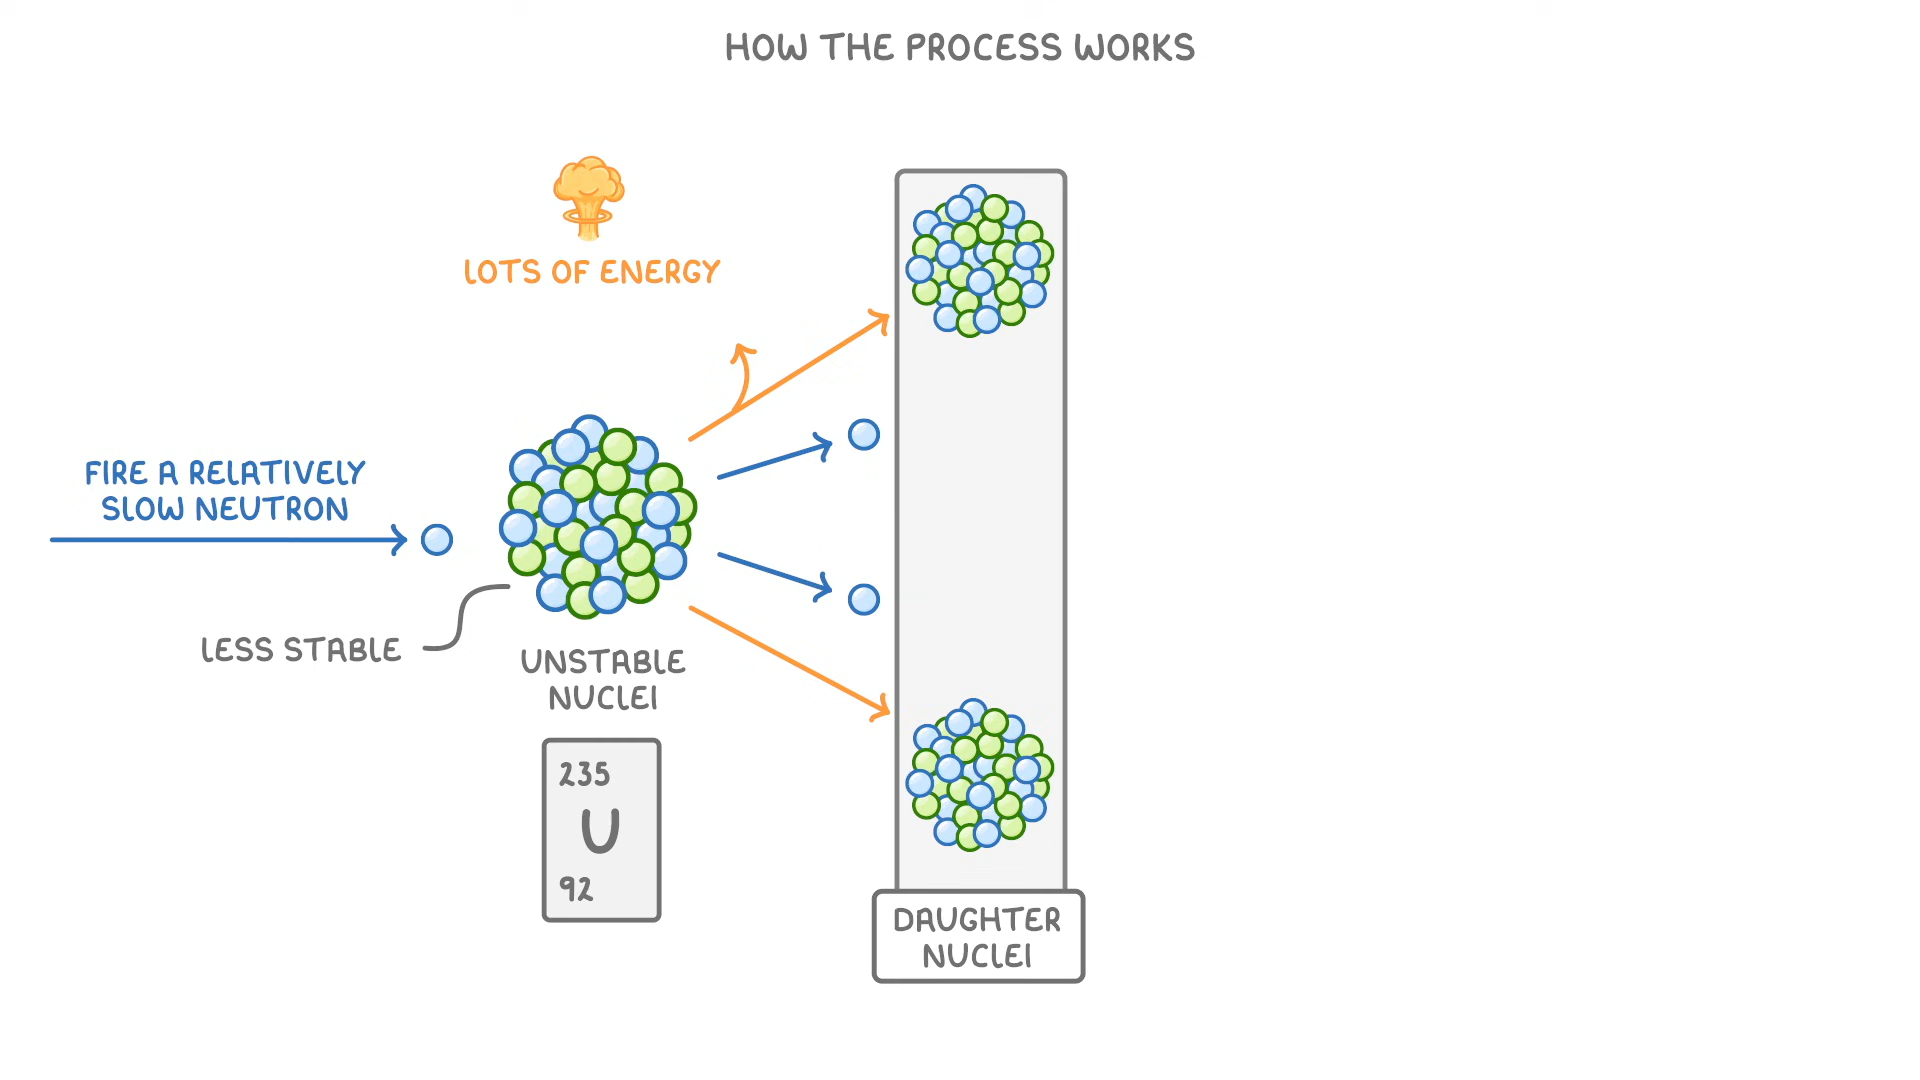 HOW THE PROCESS WORKS
LOTS OF ENERGY
FIRE A RELATIVELY
SLOW NEUTRON
LESS STABLE
UNSTABLE
NUCLEI
235
U
92
DAUGHTER
NUCLEI